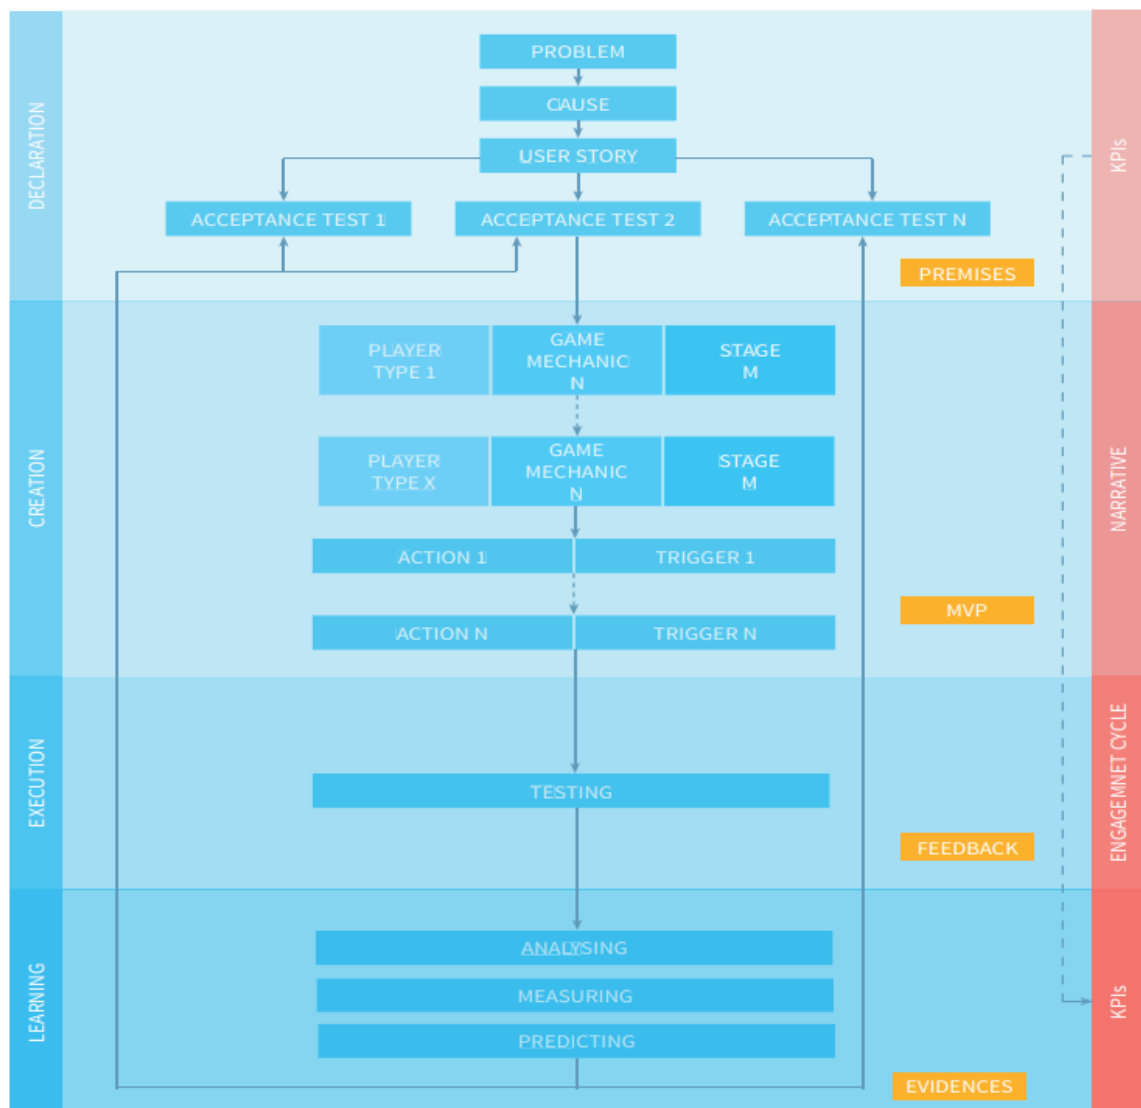 DECLARATION
PROBLEM
CAUSE
USER STORY
ACCEPTANCE TEST 1
ACCEPTANCE TEST 2
ACCEPTANCE TEST N
PREMISES
KPIs
CREATION
PLAYER
TYPE 1
GAME
MECHANIC
N
STAGE
M
PLAYER
TYPE X
GAME
MECHANIC
N
STAGE
M
ACTION 1
TRIGGER 1
ACTION N
TRIGGER N
MVP
NARRATIVE
EXECUTION
TESTING
FEEDBACK
ENGAGEMNET CYCLE
LEARNING
ANALYSING
MEASURING
PREDICTING
EVIDENCES
KPIs